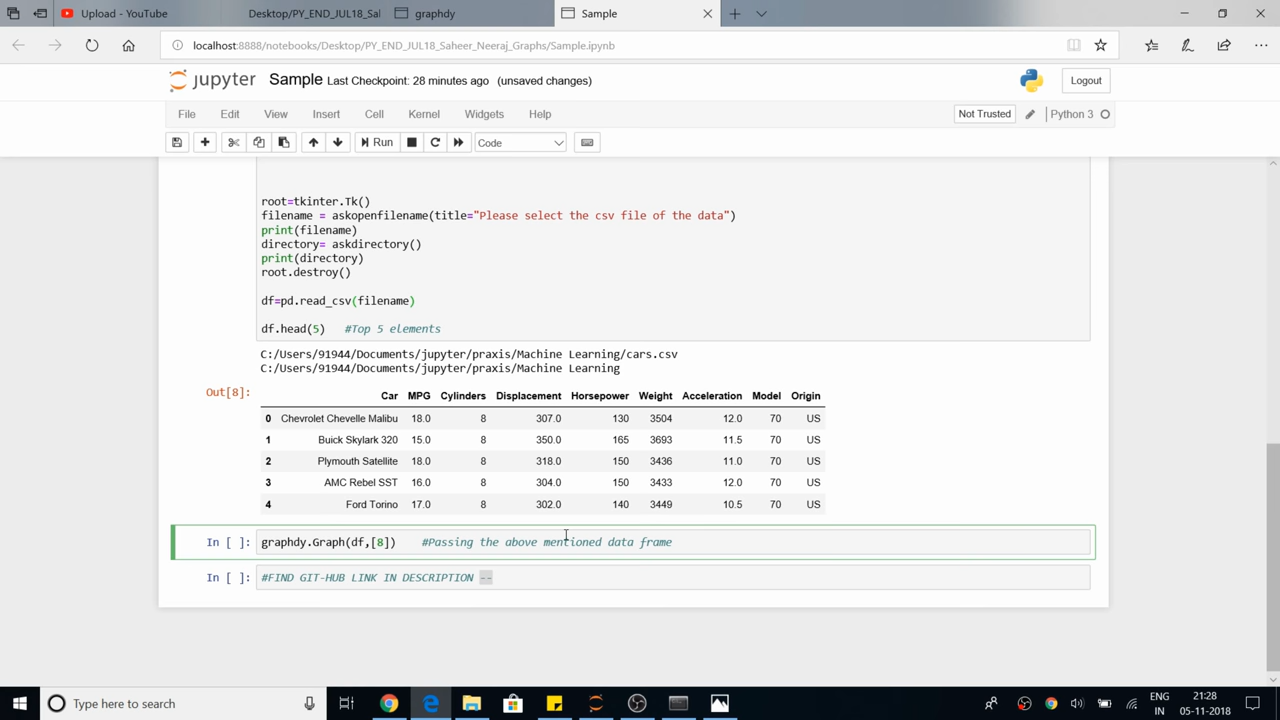 Upload - YouTube
Desktop/PY_END_JUL18_Sal
graphdy
Sample
localhost:8888/notebooks/Desktop/PY_END_JUL18_Saheer_Neeraj_Graphs/Sample.ipynb
jupyter Sample Last Checkpoint: 28 minutes ago (unsaved changes)
Logout
File Edit View Insert Cell Kernel Widgets Help
Not Trusted
Python 3
Run
Code
root=tkinter.Tk()
filename = askopenfilename(title="Please select the csv file of the data")
print(filename)
directory= askdirectory()
print(directory)
root.destroy()
df=pd.read_csv(filename)
df.head(5) #Top 5 elements
C:/Users/91944/Documents/jupyter/praxis/Machine Learning/cars.csv
C:/Users/91944/Documents/jupyter/praxis/Machine Learning
Out[8]:
Car MPG Cylinders Displacement Horsepower Weight Acceleration Model Origin
0 Chevrolet Chevelle Malibu 18.0 8 307.0 130 3504 12.0 70 US
1 Buick Skylark 320 15.0 8 350.0 165 3693 11.5 70 US
2 Plymouth Satellite 18.0 8 318.0 150 3436 11.0 70 US
3 AMC Rebel SST 16.0 8 304.0 150 3433 12.0 70 US
4 Ford Torino 17.0 8 302.0 140 3449 10.5 70 US
In [ ]: graphdy.Graph(df,[8]) #Passing the above mentioned data frame
In [ ]: #FIND GIT-HUB LINK IN DESCRIPTION --
Type here to search
ENG
IN
21:28
05-11-2018